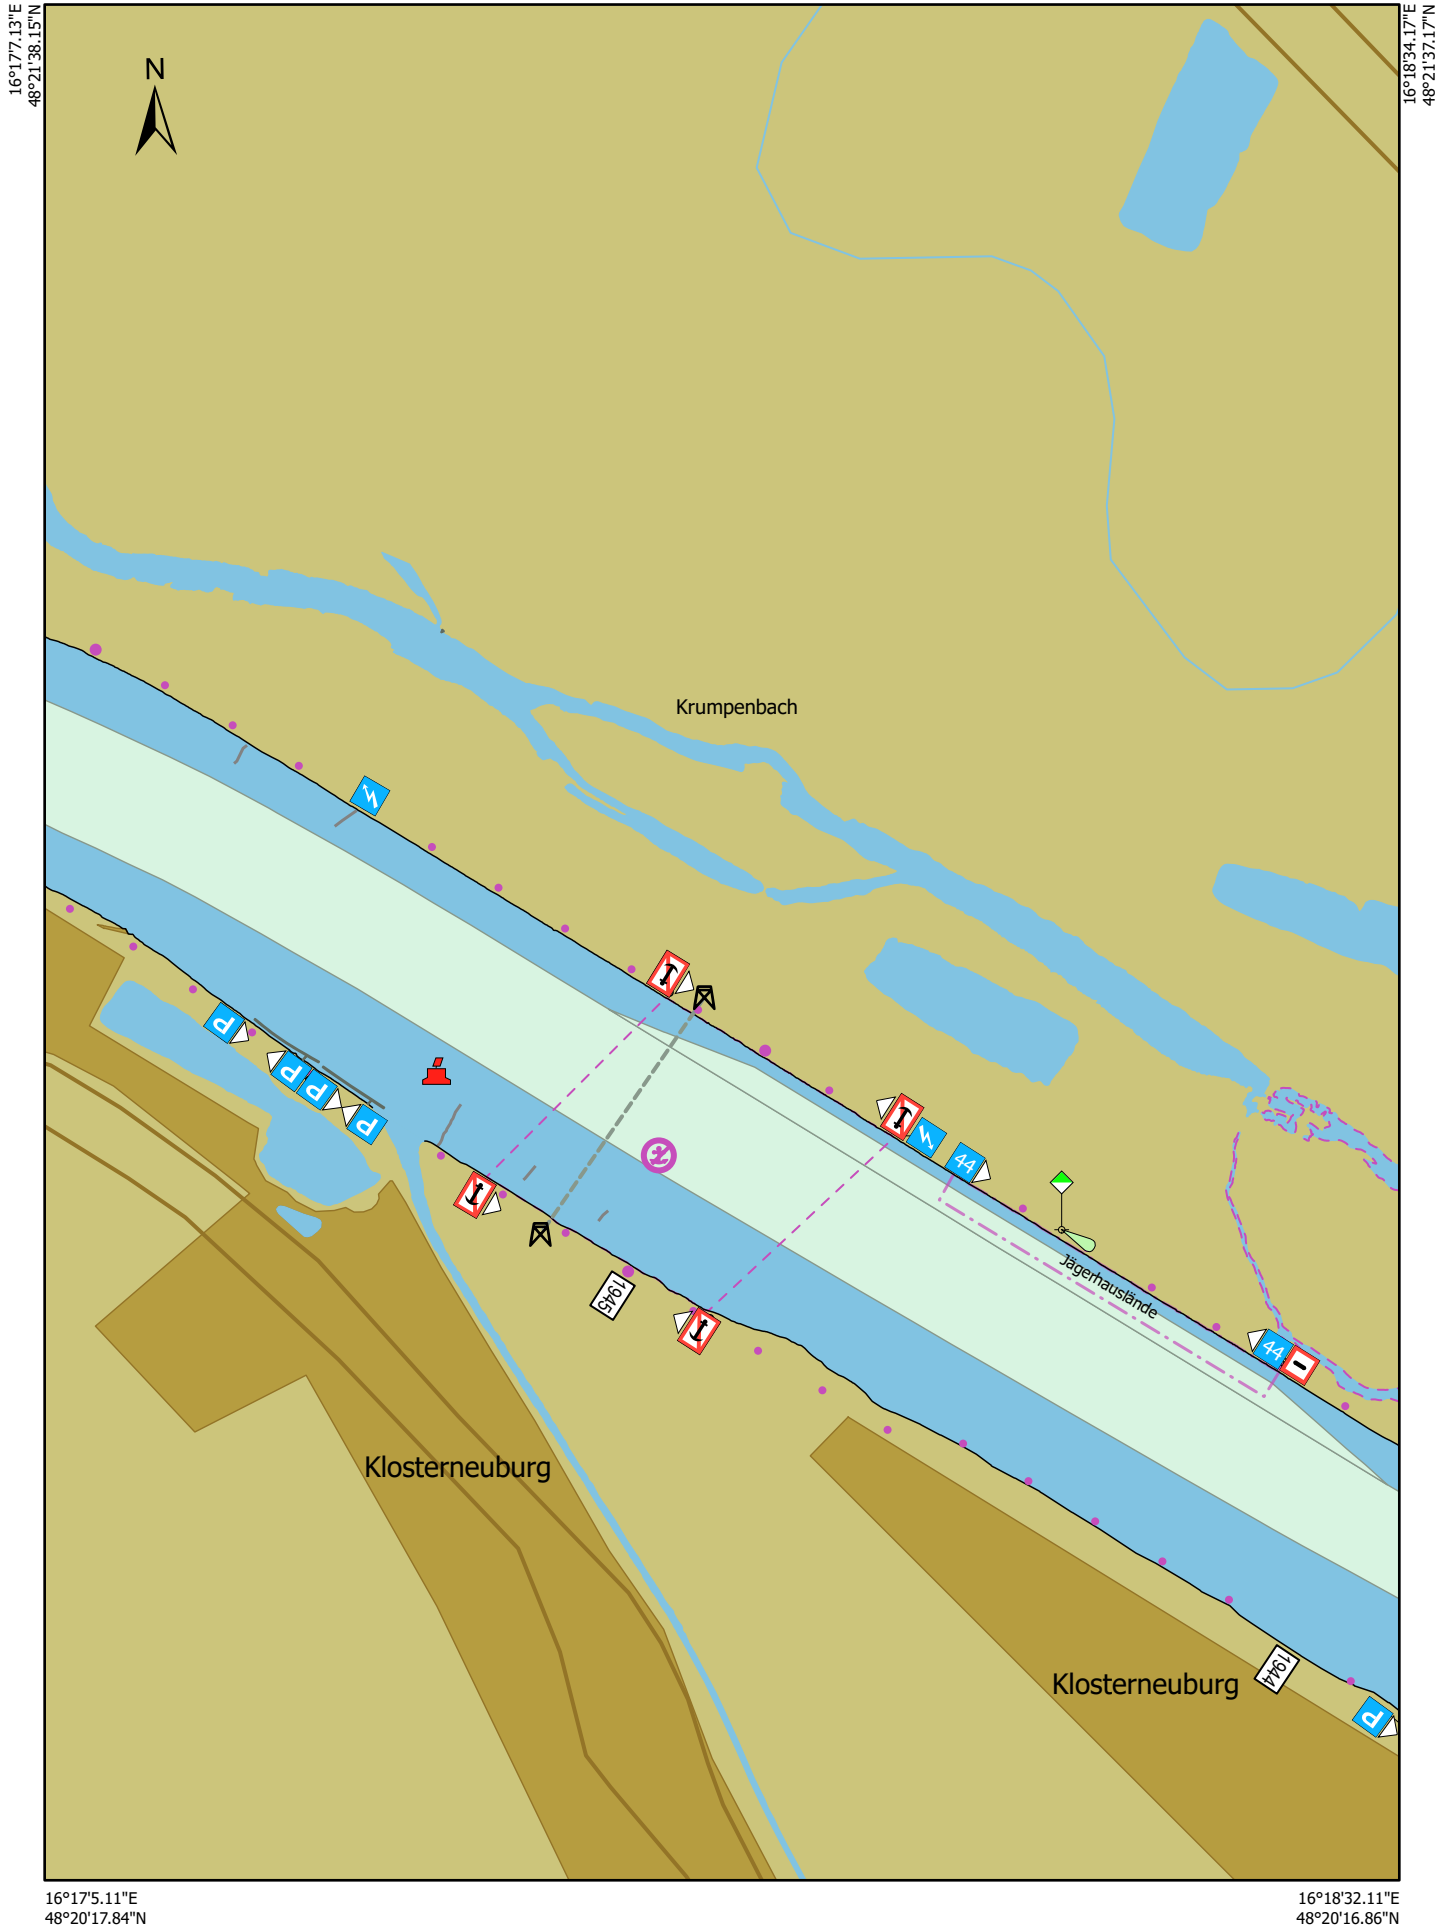 16°17'7.13"E
48°21'38.15"N
16°18'34.17"E
48°21'37.17"N
N
Krumpenbach
P
P
P
P
44
Jägerhauslände
1945
44
Klosterneuburg
Klosterneuburg
1944
P
16°17'5.11"E
48°20'17.84"N
16°18'32.11"E
48°20'16.86"N